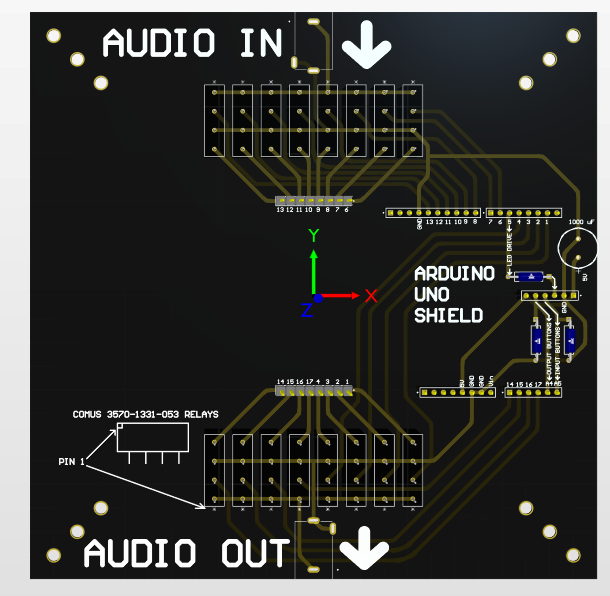 AUDIO IN
13 12 11 10 9 8 7 6
GND 13 12 11 10 9 8
7 6 5 4 3 2 1
1000 uF
LED DRIVE
5V
Y
X
Z
ARDUINO
UNO
SHIELD
GND
OUTPUT BUTTONS
INPUT BUTTONS
14 15 16 17 4 3 2 1
5V GND GND Vin
14 15 16 17 A4 A5
COMUS 3570-1331-053 RELAYS
PIN 1
AUDIO OUT